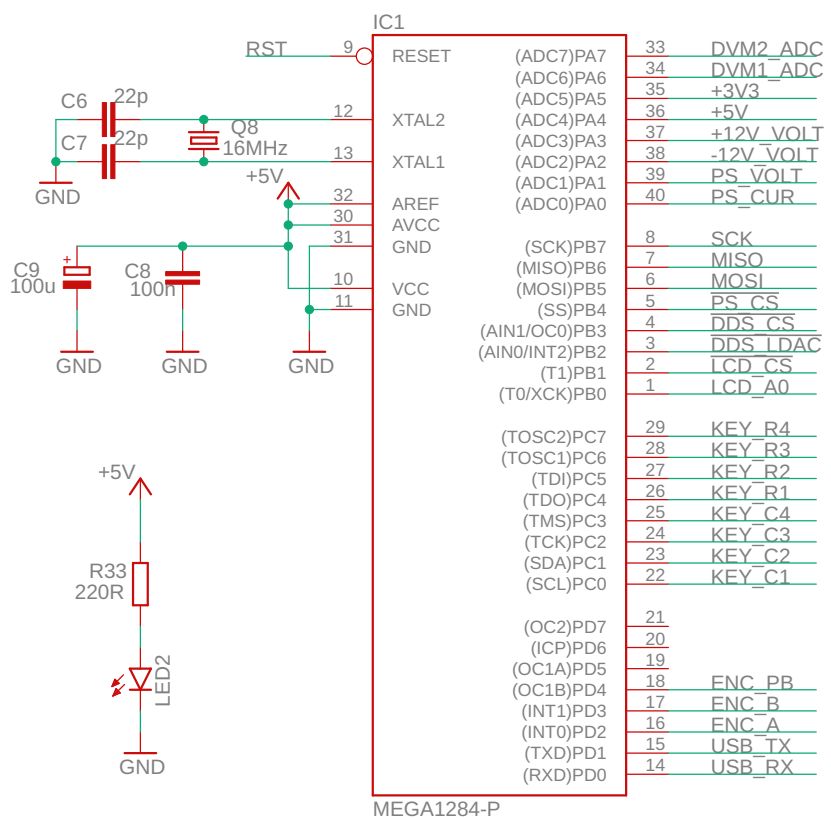 IC1
RST 9 RESET (ADC7)PA7 33 DVM2_ADC
(ADC6)PA6 34 DVM1_ADC
(ADC5)PA5 35 +3V3
C6 22p 12 XTAL2 (ADC4)PA4 36 +5V
Q8 16MHz (ADC3)PA3 37 +12V_VOLT
C7 22p 13 XTAL1 (ADC2)PA2 38 -12V_VOLT
+5V (ADC1)PA1 39 PS_VOLT
GND 32 AREF (ADC0)PA0 40 PS_CUR
30 AVCC
31 GND (SCK)PB7 8 SCK
C9 100u C8 100n (MISO)PB6 7 MISO
10 VCC (MOSI)PB5 6 MOSI
11 GND (SS)PB4 5 PS_CS
(AIN1/OC0)PB3 4 DDS_CS
(AIN0/INT2)PB2 3 DDS_LDAC
GND GND GND (T1)PB1 2 LCD_CS
(T0/XCK)PB0 1 LCD_A0
(TOSC2)PC7 29 KEY_R4
(TOSC1)PC6 28 KEY_R3
+5V (TDI)PC5 27 KEY_R2
(TDO)PC4 26 KEY_R1
(TMS)PC3 25 KEY_C4
(TCK)PC2 24 KEY_C3
R33 (SDA)PC1 23 KEY_C2
220R (SCL)PC0 22 KEY_C1
(OC2)PD7 21
(ICP)PD6 20
(OC1A)PD5 19
LED2 (OC1B)PD4 18 ENC_PB
(INT1)PD3 17 ENC_B
(INT0)PD2 16 ENC_A
(TXD)PD1 15 USB_TX
GND (RXD)PD0 14 USB_RX
MEGA1284-P